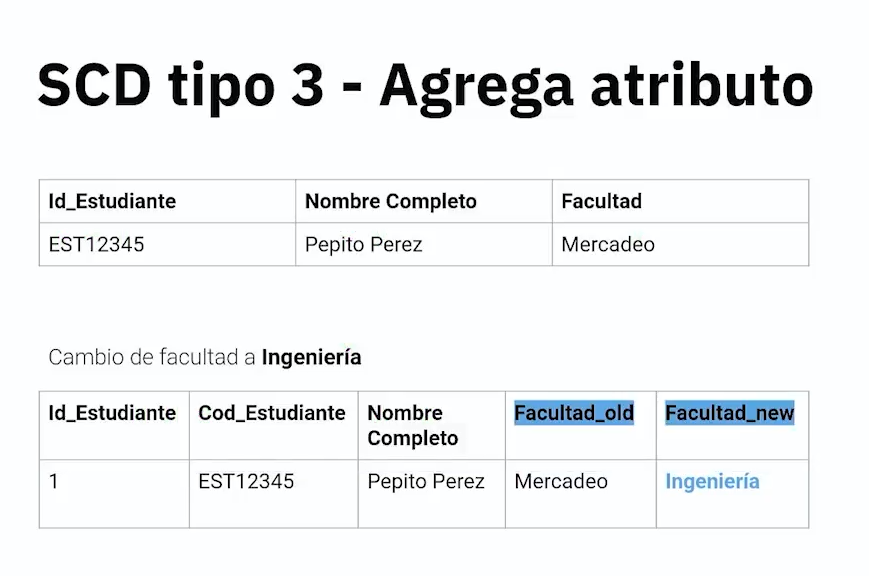 SCD tipo 3 - Agrega atributo
Id_Estudiante Nombre Completo Facultad
EST12345 Pepito Perez Mercadeo
Cambio de facultad a Ingeniería
Id_Estudiante Cod_Estudiante Nombre Completo Facultad_old Facultad_new
1 EST12345 Pepito Perez Mercadeo Ingeniería